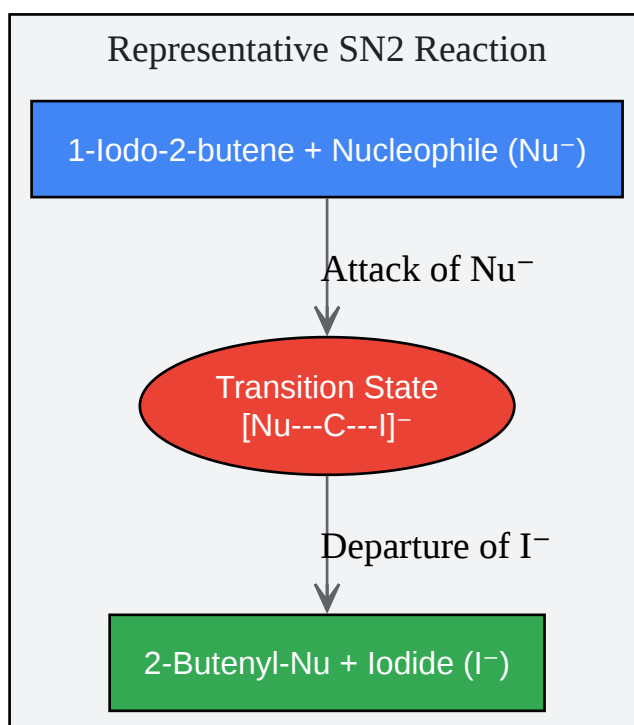 Representative SN2 Reaction
1-Iodo-2-butene + Nucleophile (Nu⁻)
Attack of Nu⁻
Transition State
[Nu---C---I]⁻
Departure of I⁻
2-Butenyl-Nu + Iodide (I⁻)